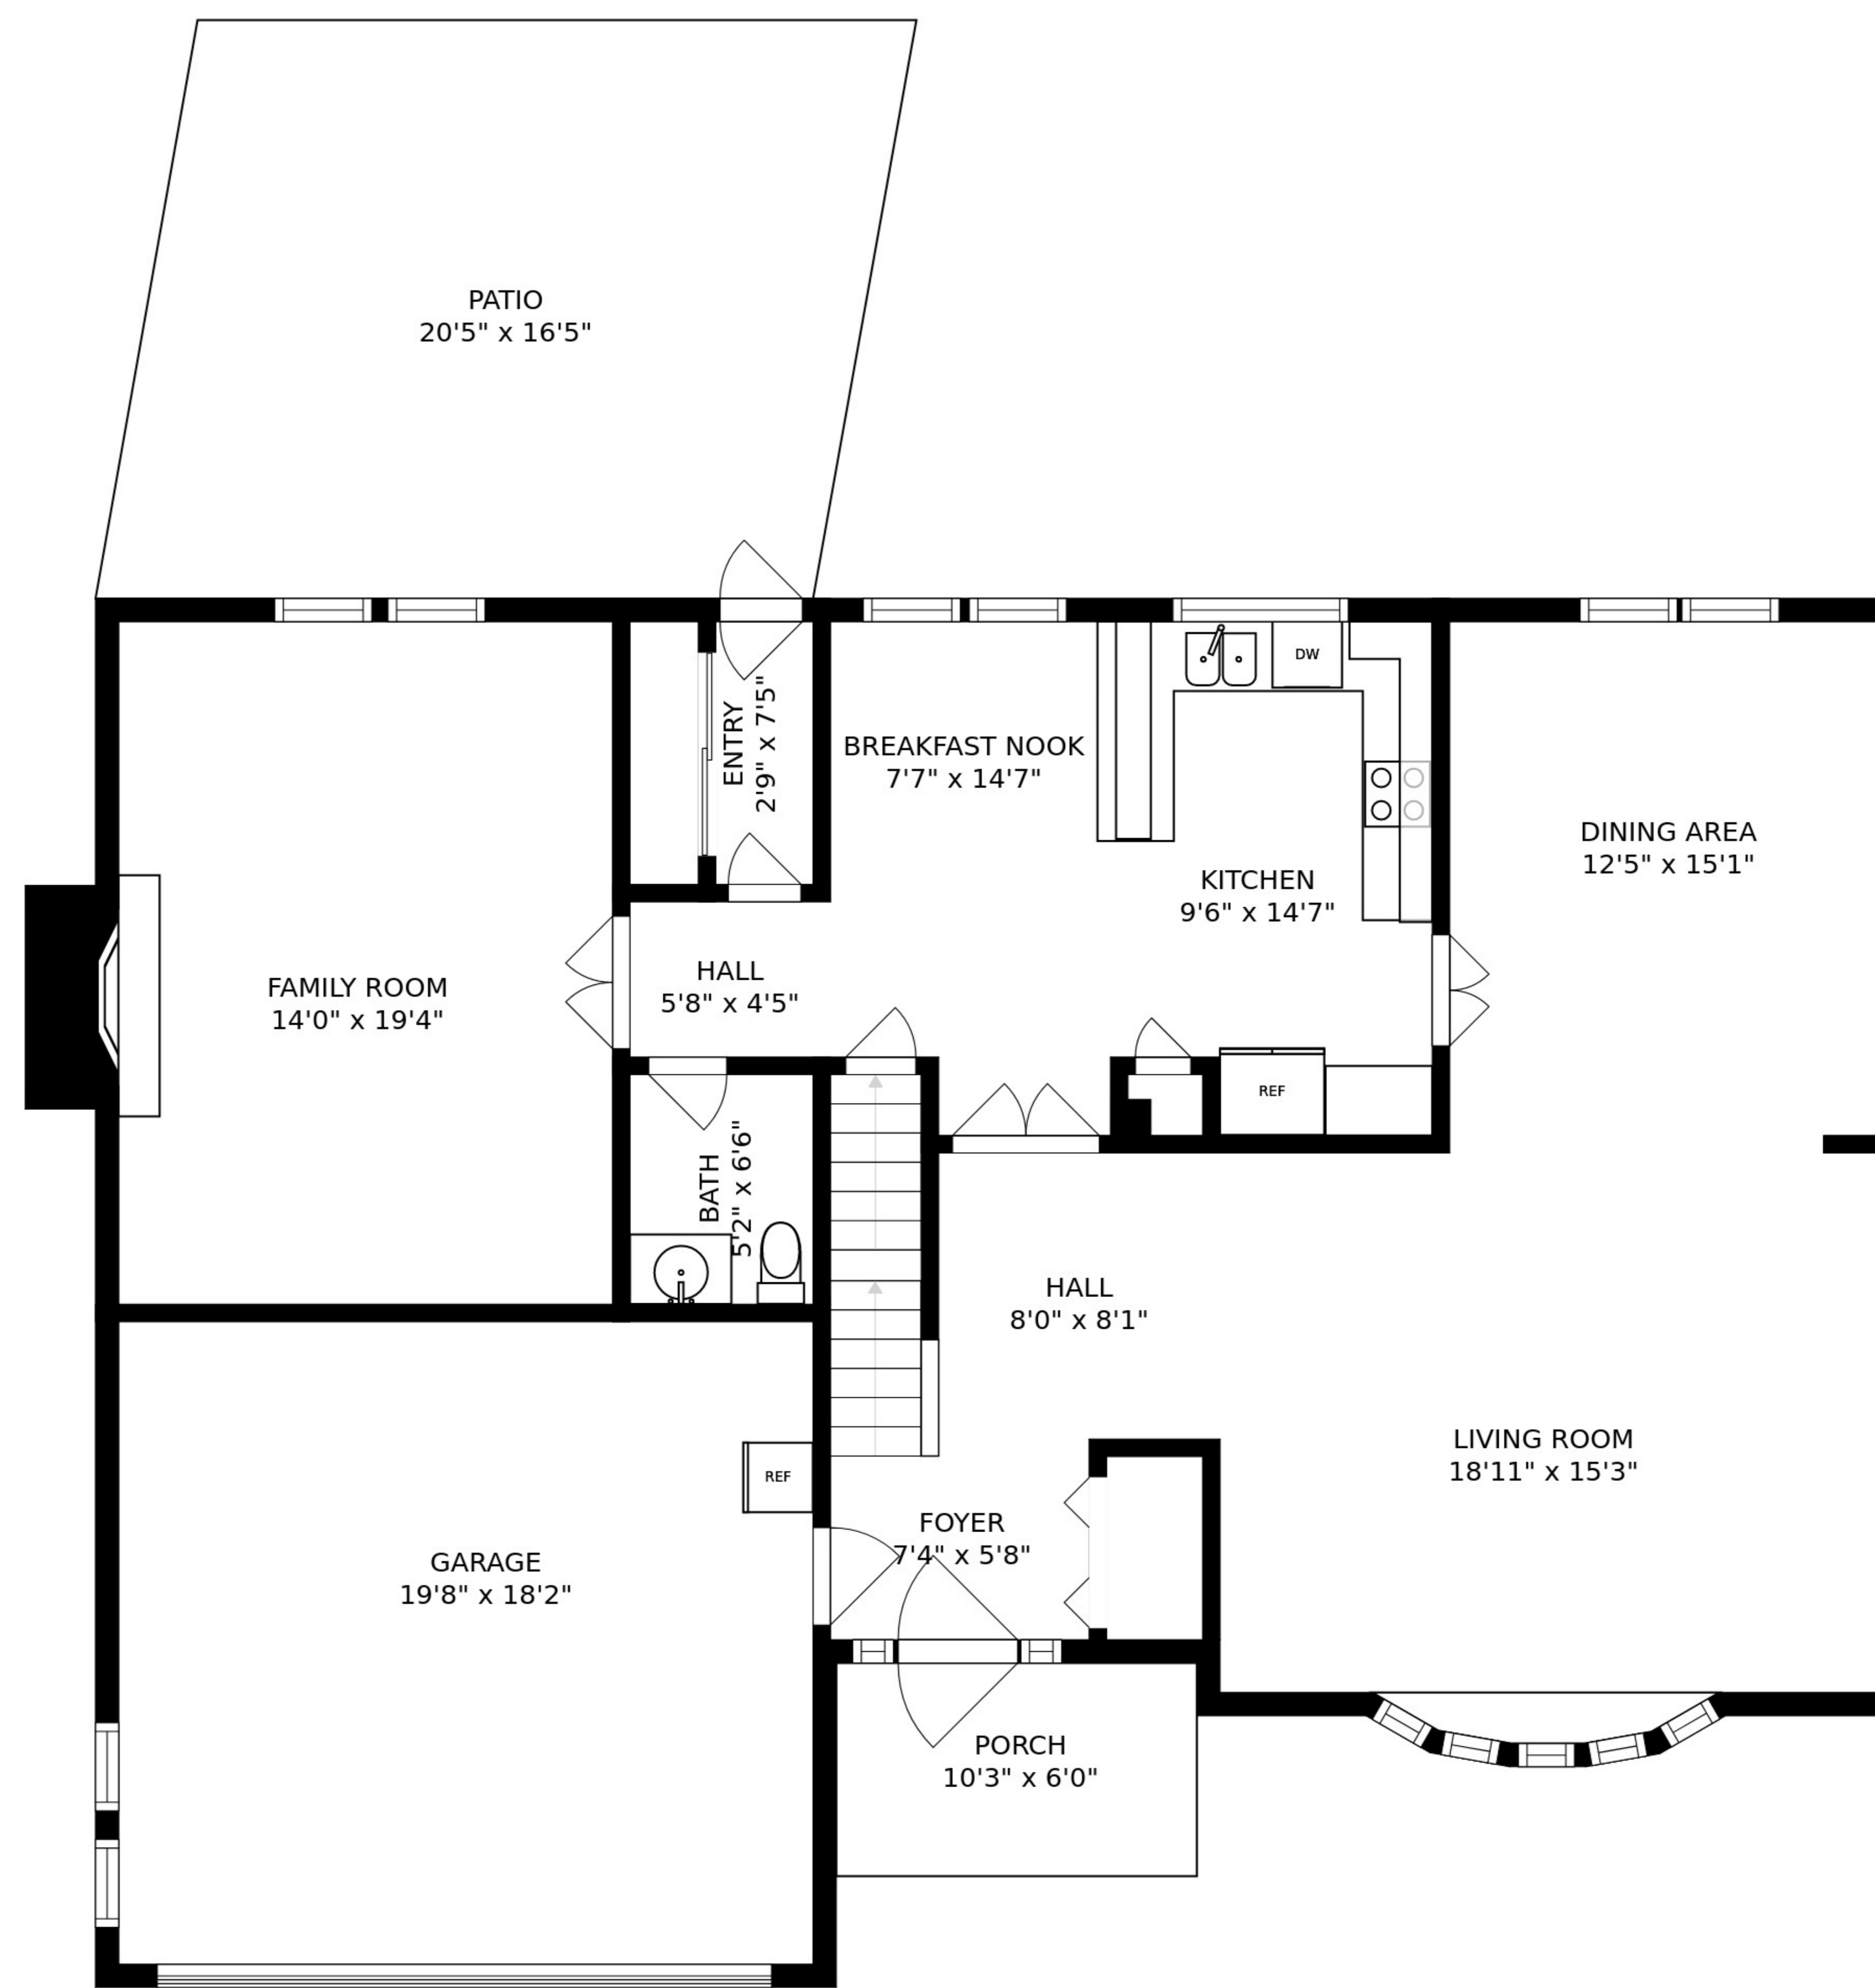 PATIO
20'5" x 16'5"
DW
ENTRY
2'9" x 7'5"
BREAKFAST NOOK
7'7" x 14'7"
DINING AREA
12'5" x 15'1"
KITCHEN
9'6" x 14'7"
HALL
5'8" x 4'5"
FAMILY ROOM
14'0" x 19'4"
REF
BATH
5'2" x 6'6"
HALL
8'0" x 8'1"
LIVING ROOM
18'11" x 15'3"
REF
FOYER
7'4" x 5'8"
GARAGE
19'8" x 18'2"
PORCH
10'3" x 6'0"